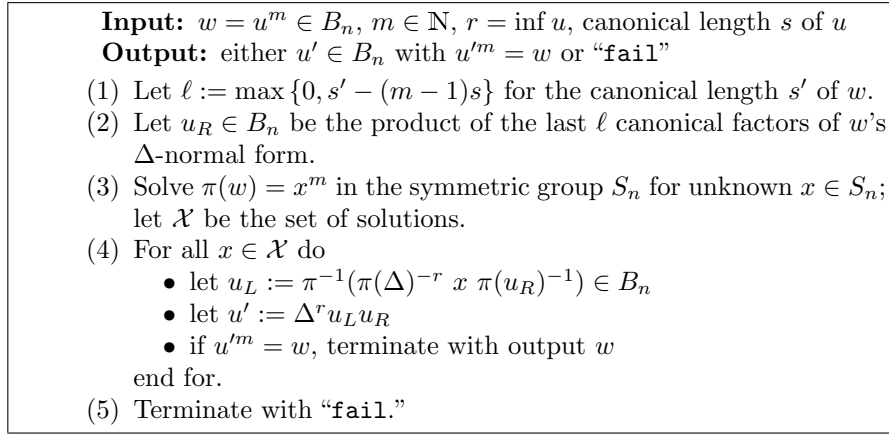 Input: w = u^m ∈ B_n, m ∈ ℕ, r = inf u, canonical length s of u
Output: either u′ ∈ B_n with u′^m = w or “fail”
(1) Let ℓ := max {0, s′ − (m − 1)s} for the canonical length s′ of w.
(2) Let u_R ∈ B_n be the product of the last ℓ canonical factors of w’s
Δ-normal form.
(3) Solve π(w) = x^m in the symmetric group S_n for unknown x ∈ S_n;
let 𝒳 be the set of solutions.
(4) For all x ∈ 𝒳 do
• let u_L := π^{−1}(π(Δ)^{−r} x π(u_R)^{−1}) ∈ B_n
• let u′ := Δ^r u_L u_R
• if u′^m = w, terminate with output w
end for.
(5) Terminate with “fail.”